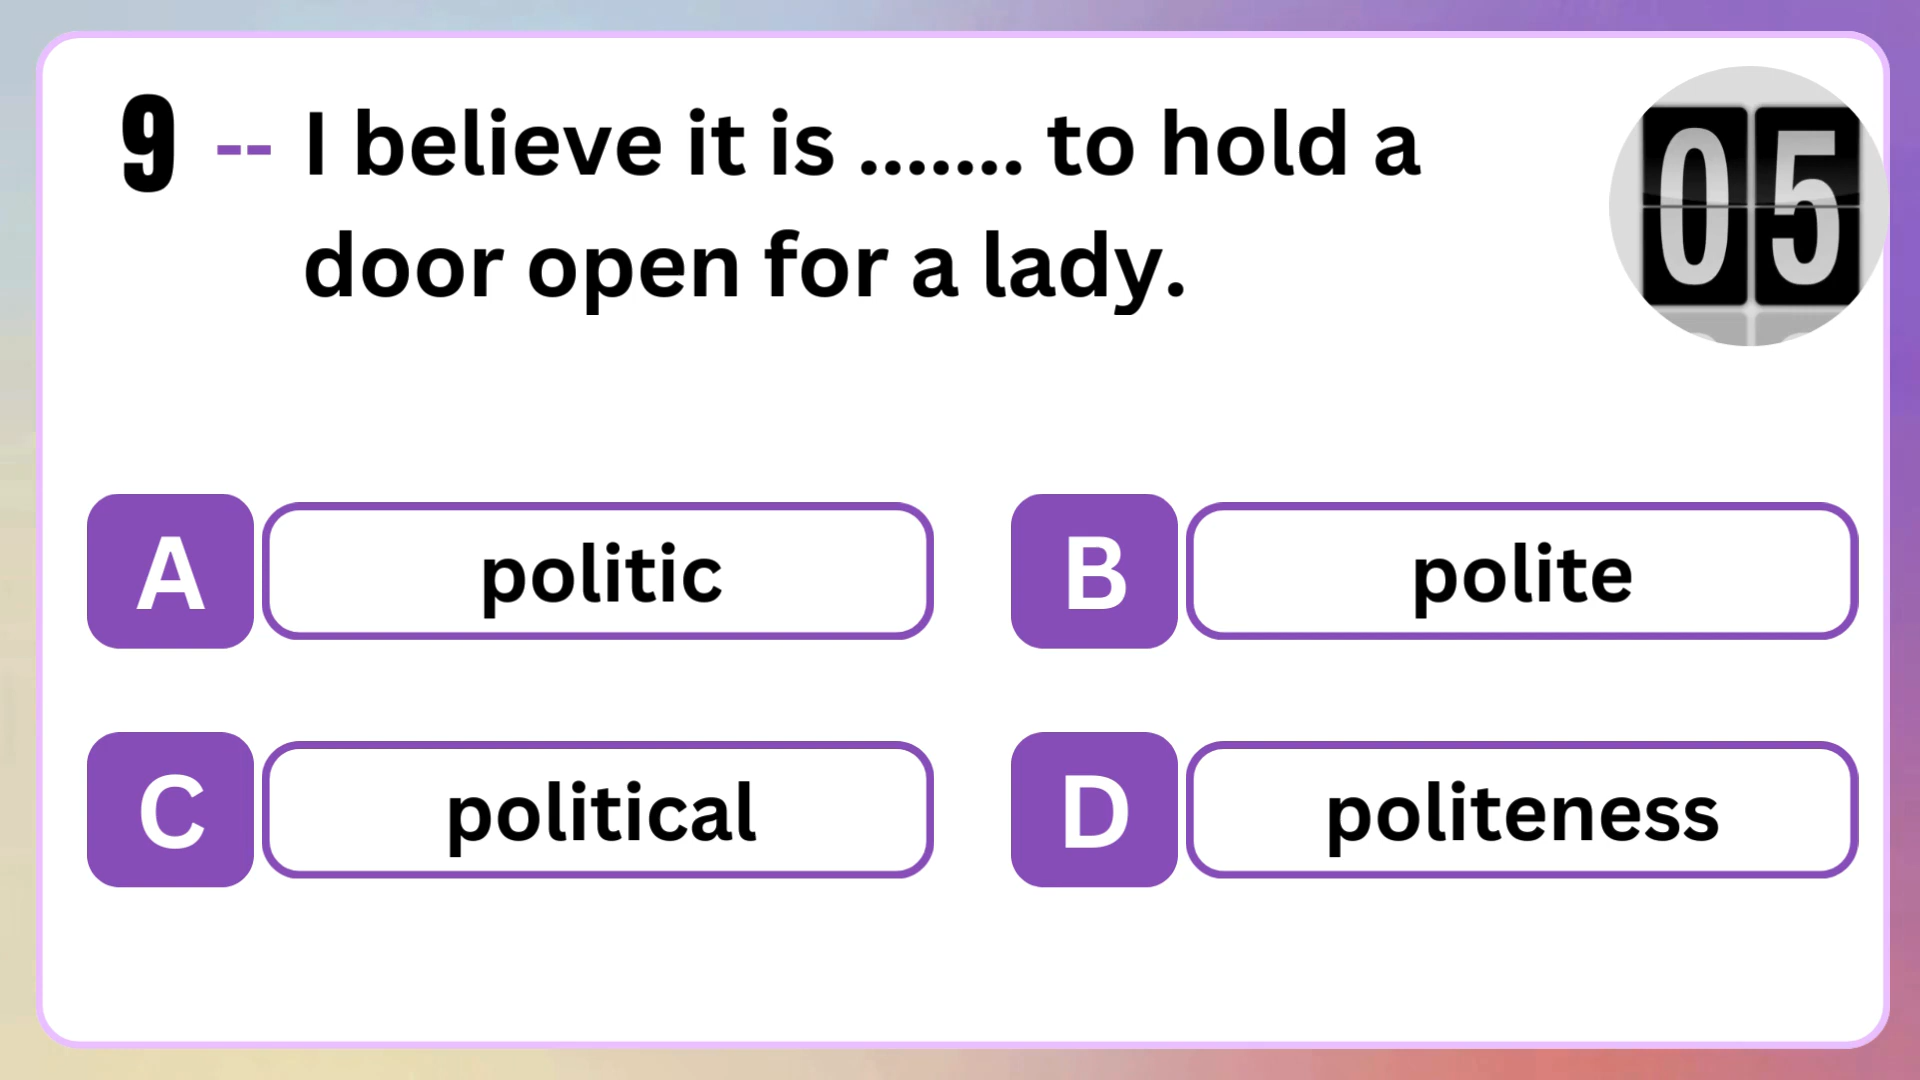 9 -- I believe it is ....... to hold a
door open for a lady.
05
A politic
B polite
C political
D politeness